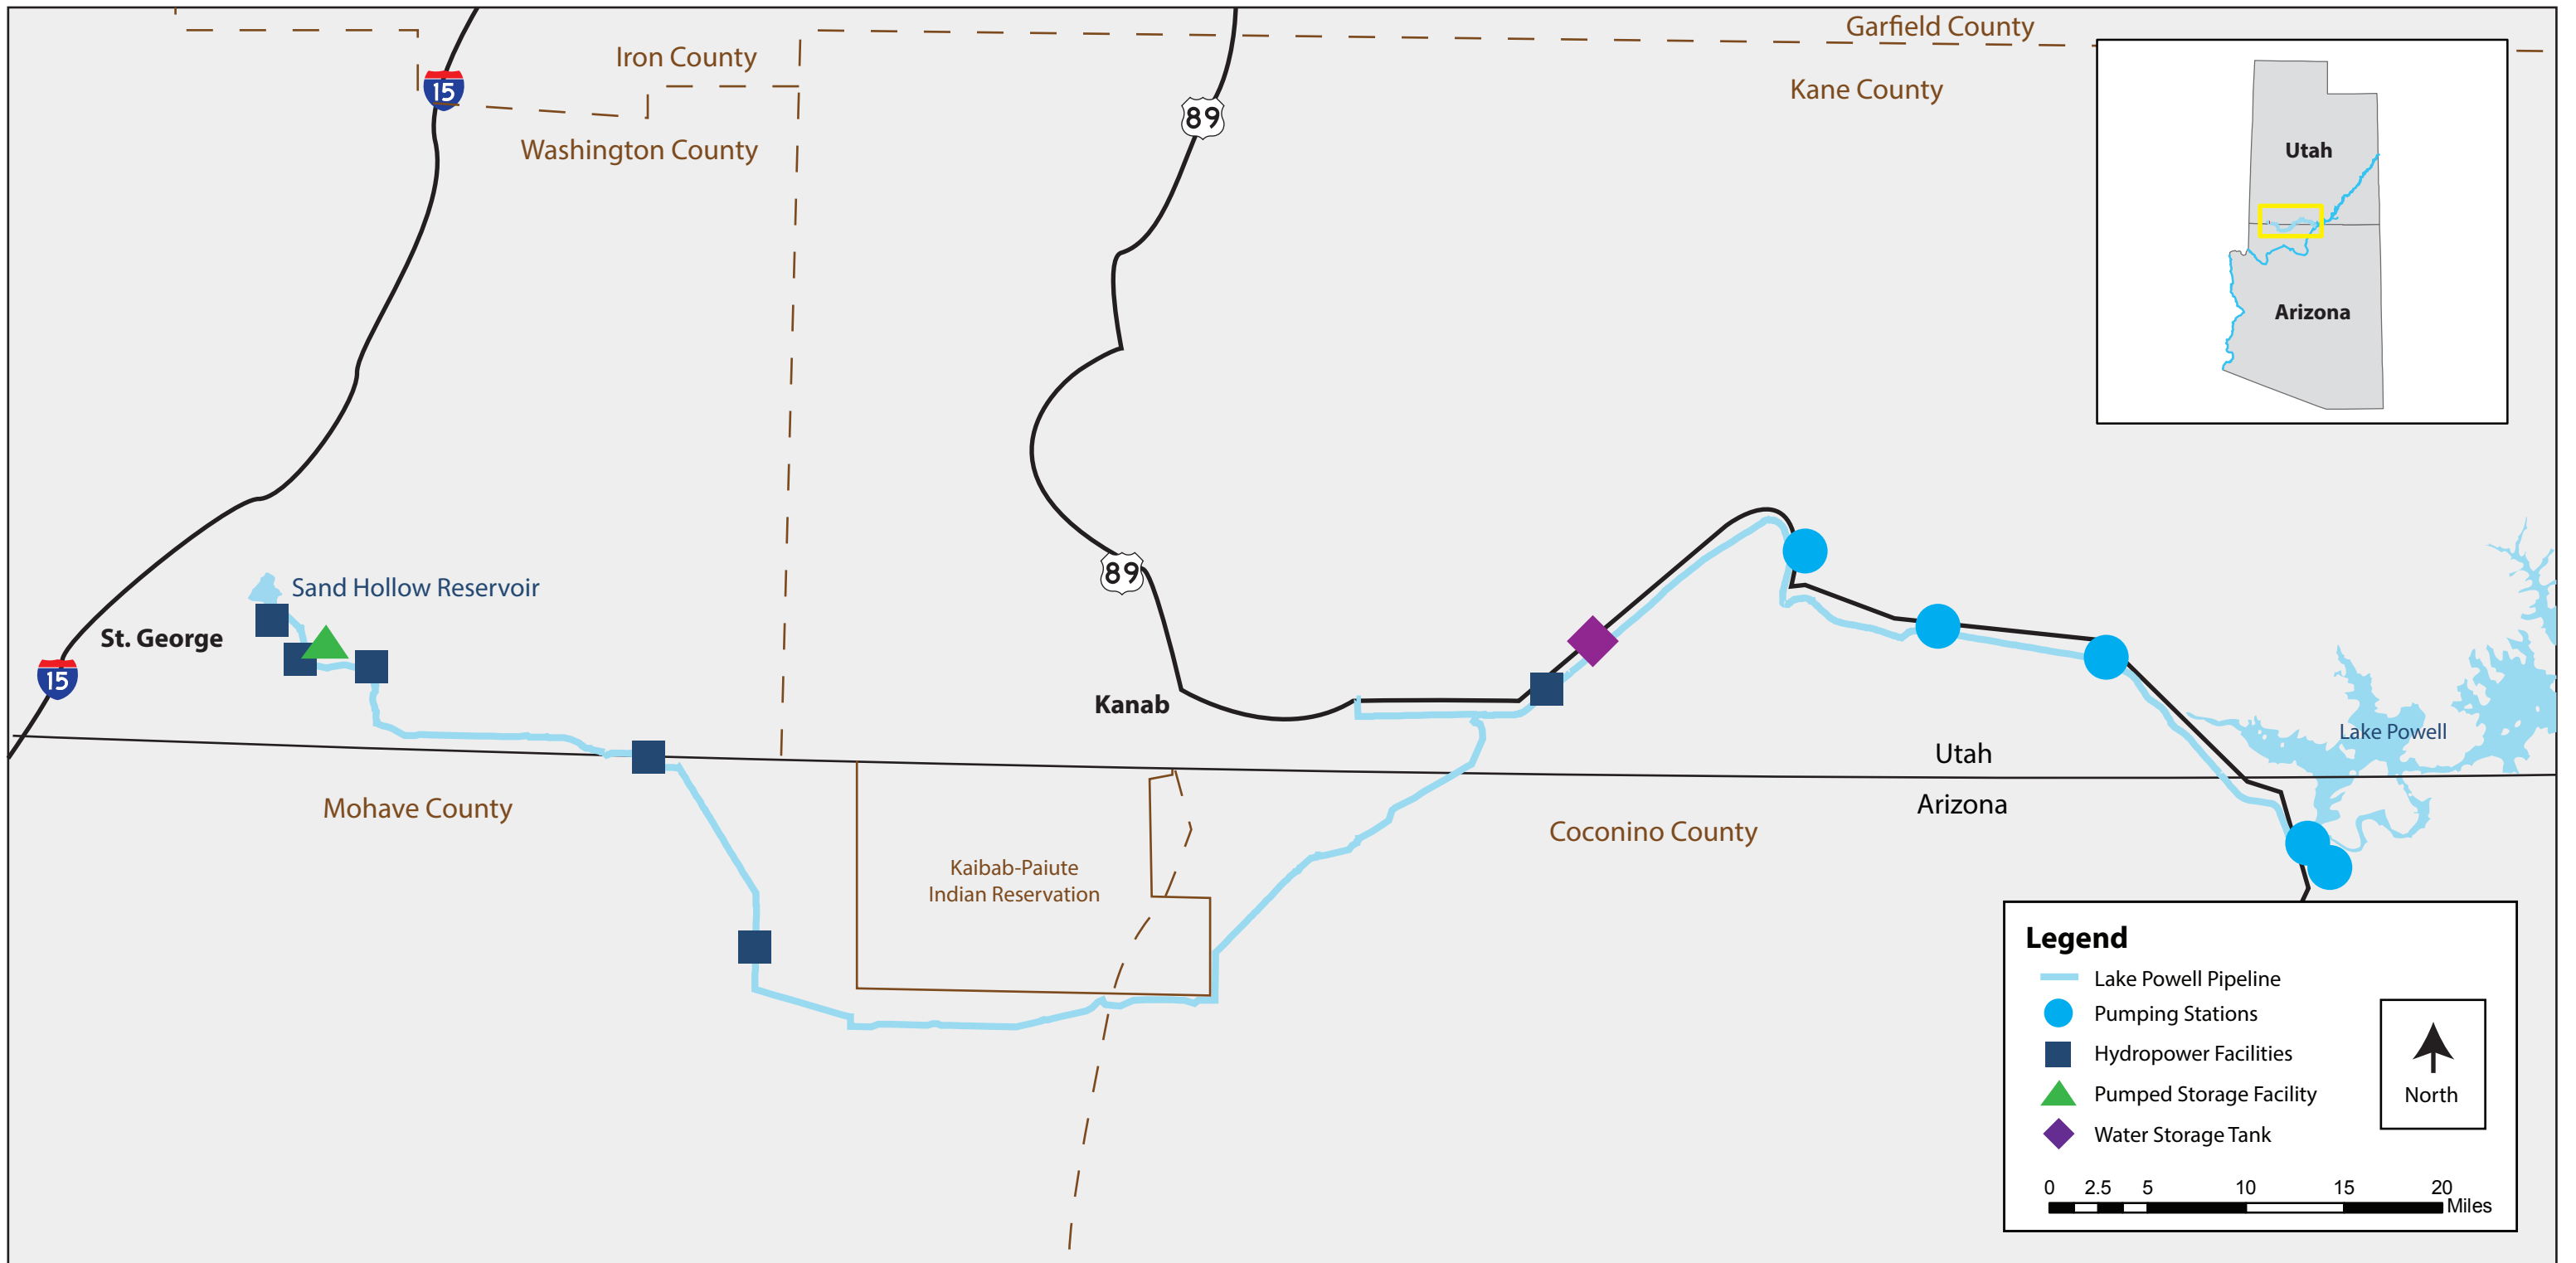 Garfield County
Iron County
Kane County
15
89
Washington County
Utah
Arizona
89
Sand Hollow Reservoir
St. George
15
Kanab
Lake Powell
Utah
Arizona
Mohave County
Coconino County
Kaibab-Paiute
Indian Reservation
Legend
Lake Powell Pipeline
Pumping Stations
Hydropower Facilities
Pumped Storage Facility
Water Storage Tank
North
0 2.5 5 10 15 20
Miles